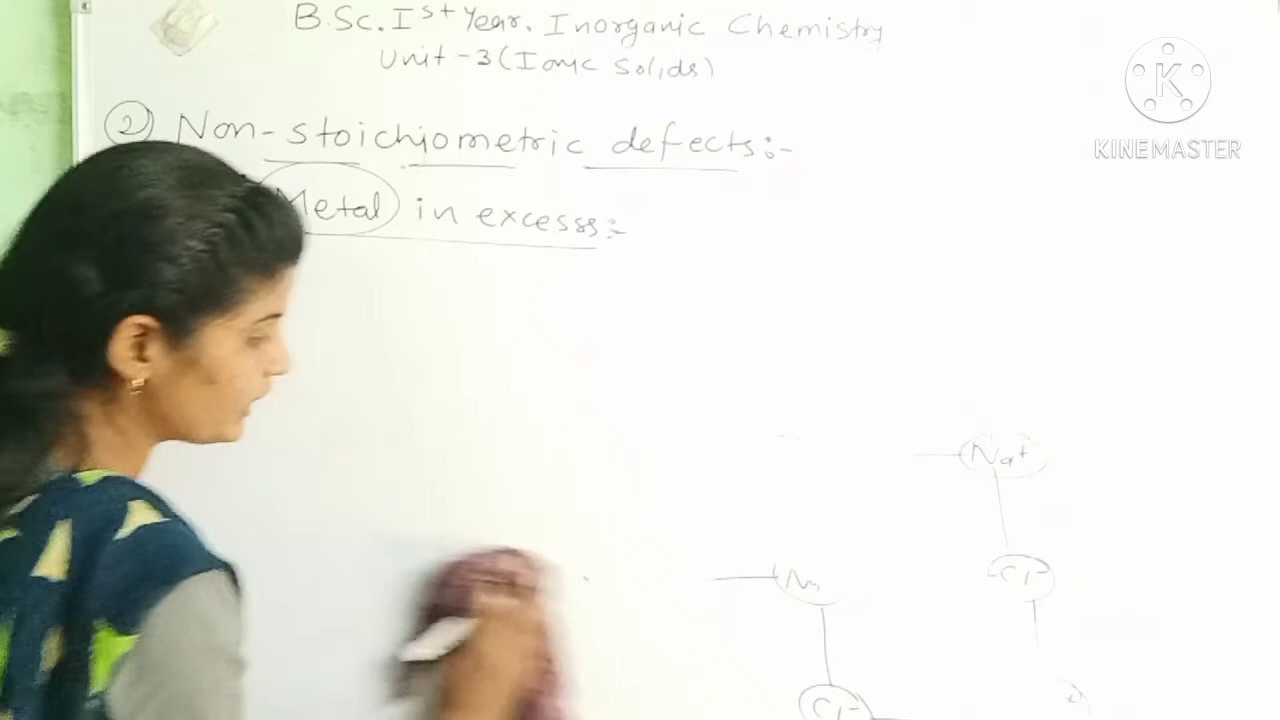 B.Sc. Ist Year. Inorganic Chemistry
Unit-3 (Ionic Solids)
K
KINEMASTER
② Non-stoichiometric defects:-
Metal in excess:-
Na+
Cl-
Cl-